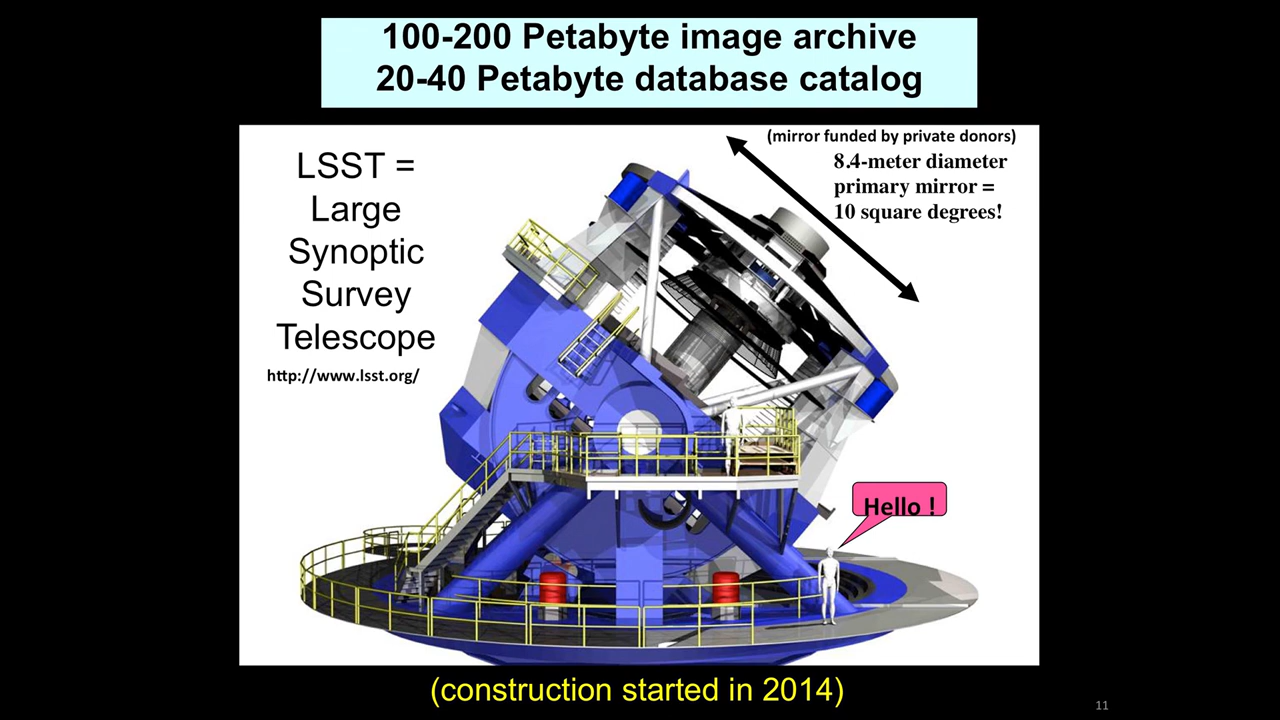 100-200 Petabyte image archive
20-40 Petabyte database catalog
LSST =
Large
Synoptic
Survey
Telescope
http://www.lsst.org/
(mirror funded by private donors)
8.4-meter diameter
primary mirror =
10 square degrees!
Hello !
(construction started in 2014)
11